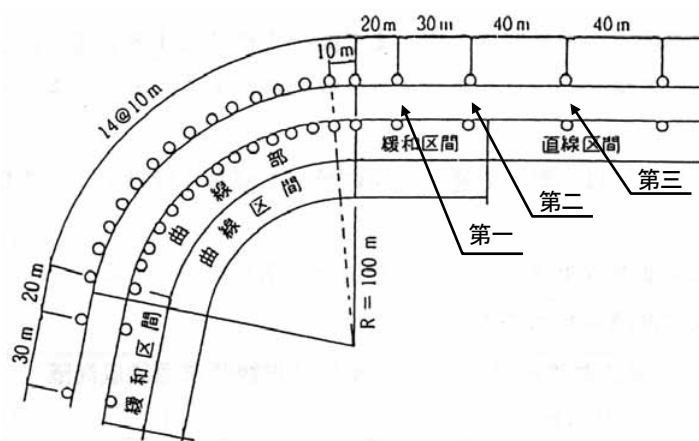 20m
30m
40m
40m
10m
14@10m
緩和区間
直線区間
曲線部
曲線区間
第一
第二
第三
R=100m
20m
30m
緩和区間